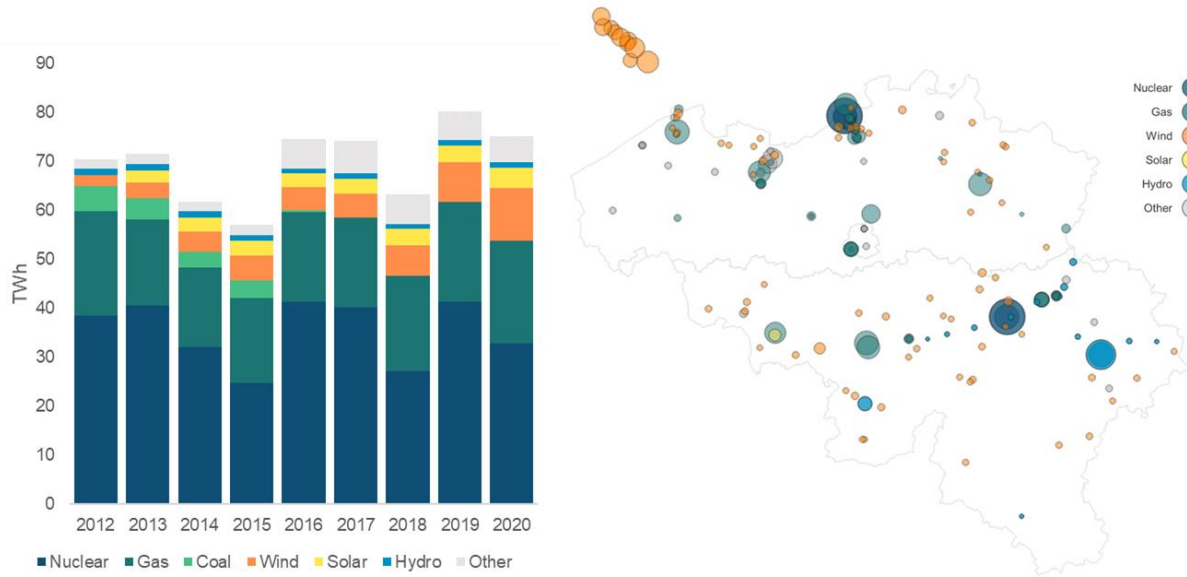 90
80
70
60
50
40
30
20
10
0
TWh
2012 2013 2014 2015 2016 2017 2018 2019 2020
Nuclear Gas Coal Wind Solar Hydro Other
Nuclear
Gas
Wind
Solar
Hydro
Other